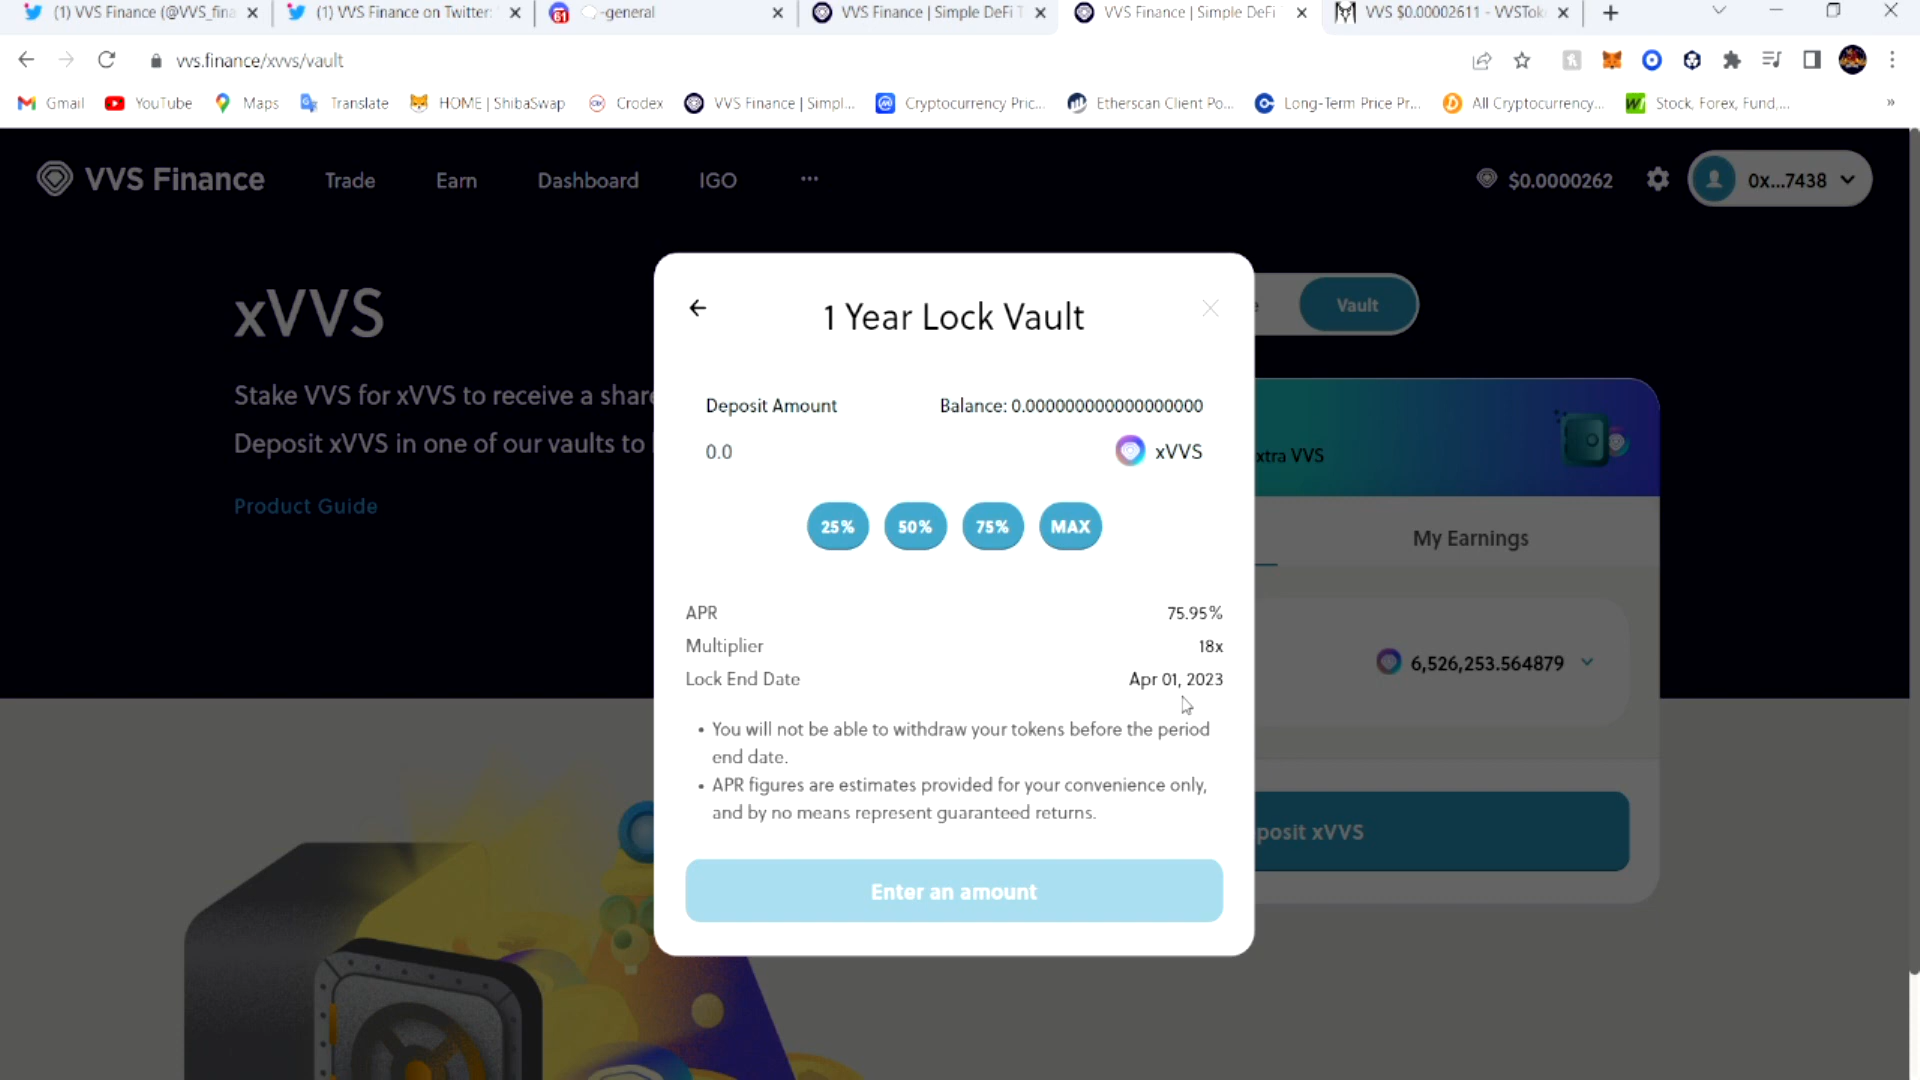 (1) VVS Finance (@VVS_fina
(1) VVS Finance on Twitter:
61
-general
VVS Finance | Simple DeFi T
VVS Finance | Simple DeFi
VVS $0.00002611 - VVSTok
vvs.finance/xvvs/vault
Gmail
YouTube
Maps
Translate
HOME | ShibaSwap
Crodex
VVS Finance | Simpl...
Cryptocurrency Pric...
Etherscan Client Po...
Long-Term Price Pr...
All Cryptocurrency...
Stock, Forex, Fund,...
»
VVS Finance
Trade
Earn
Dashboard
IGO
...
$0.0000262
0x...7438
xVVS
Stake VVS for xVVS to receive a share
Deposit xVVS in one of our vaults to
Product Guide
Vault
xtra VVS
My Earnings
6,526,253.564879
posit xVVS
1 Year Lock Vault
Deposit Amount
Balance: 0.000000000000000000
0.0
xVVS
25%
50%
75%
MAX
APR
75.95%
Multiplier
18x
Lock End Date
Apr 01, 2023
• You will not be able to withdraw your tokens before the period
end date.
• APR figures are estimates provided for your convenience only,
and by no means represent guaranteed returns.
Enter an amount